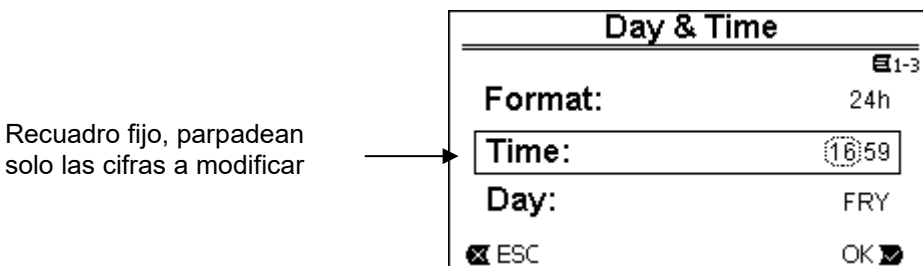 Day & Time
1-3
Format: 24h
Recuadro fijo, parpadean
solo las cifras a modificar
Time: 16:59
Day: FRY
ESC OK